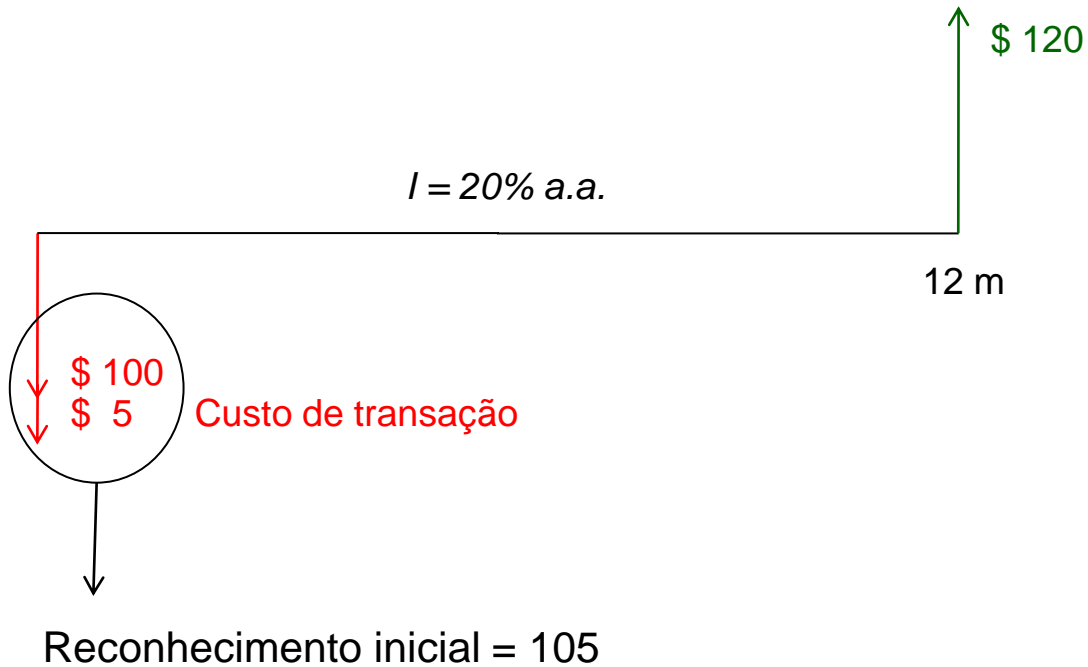 $ 120
I = 20% a.a.
12 m
$ 100
$ 5 Custo de transação
Reconhecimento inicial = 105